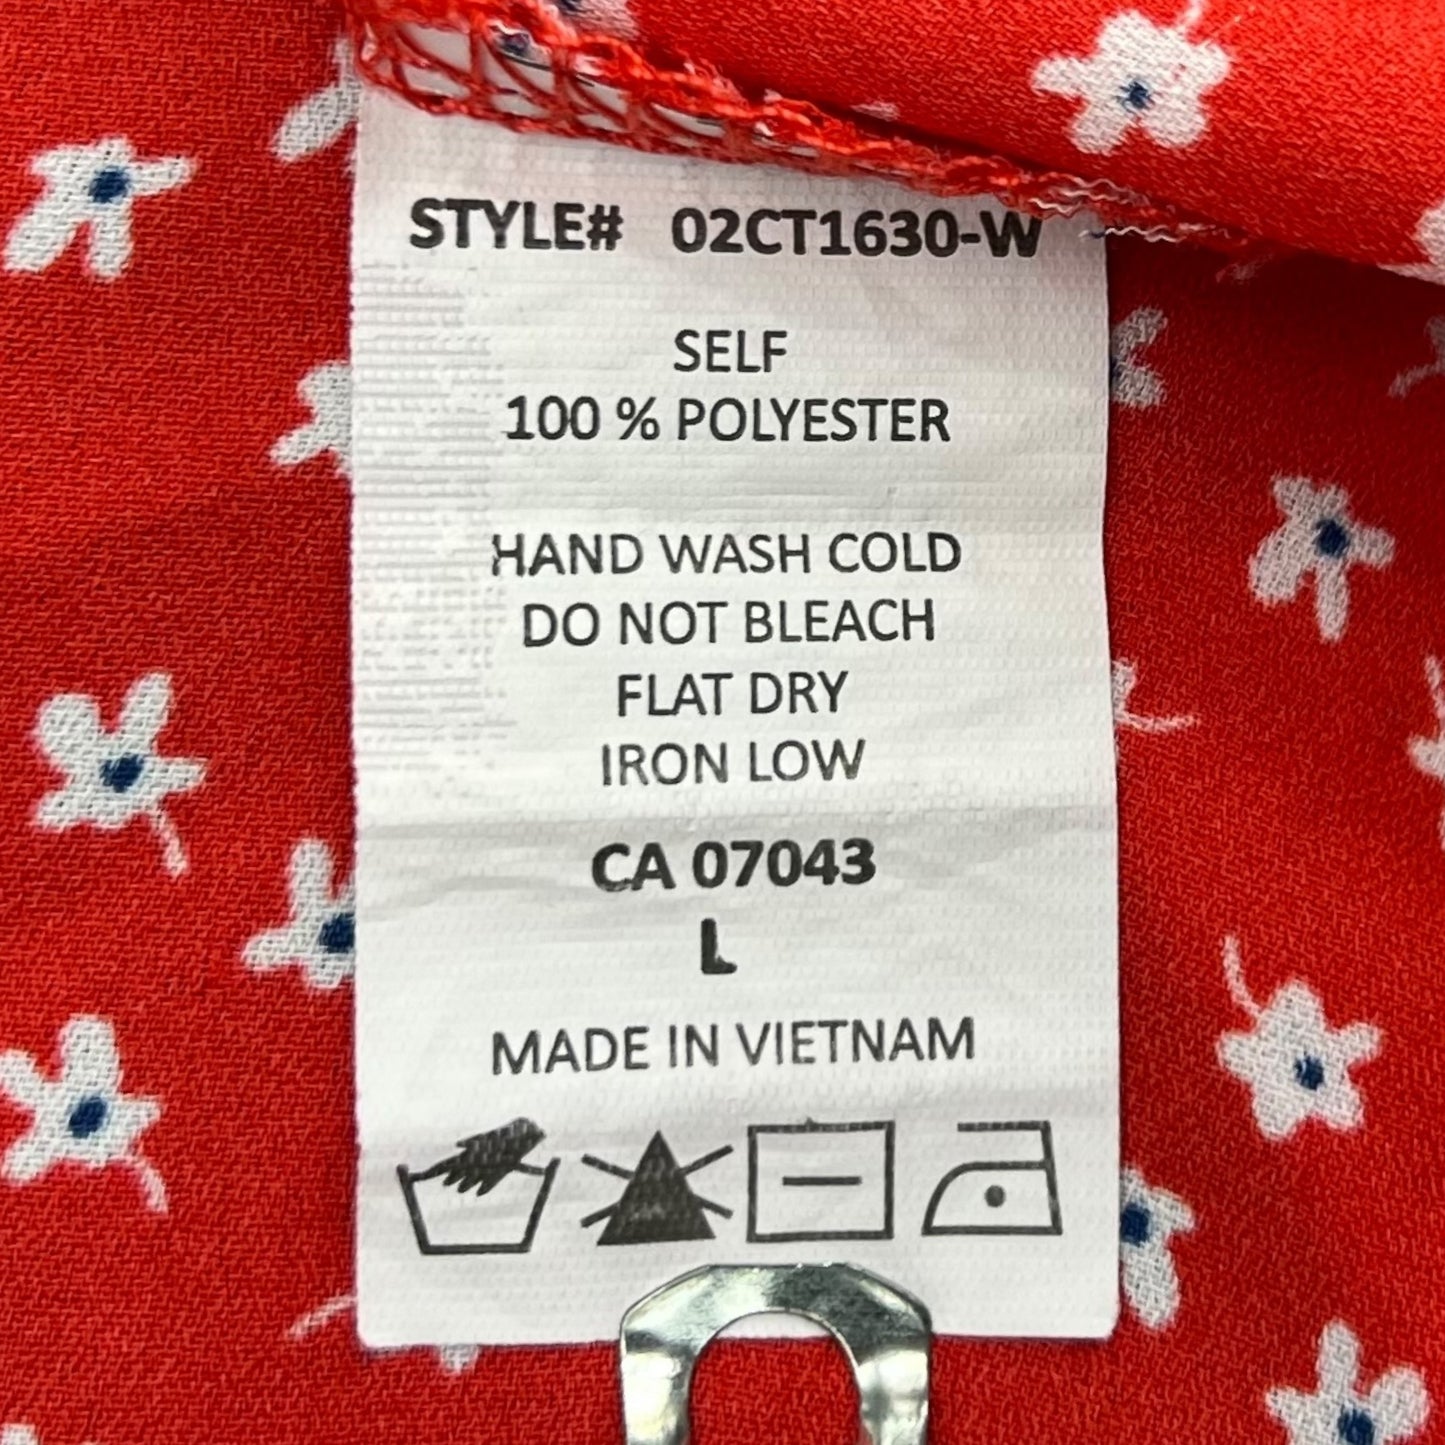 STYLE# 02CT1630-W
SELF
100 % POLYESTER
HAND WASH COLD
DO NOT BLEACH
FLAT DRY
IRON LOW
CA 07043
L
MADE IN VIETNAM